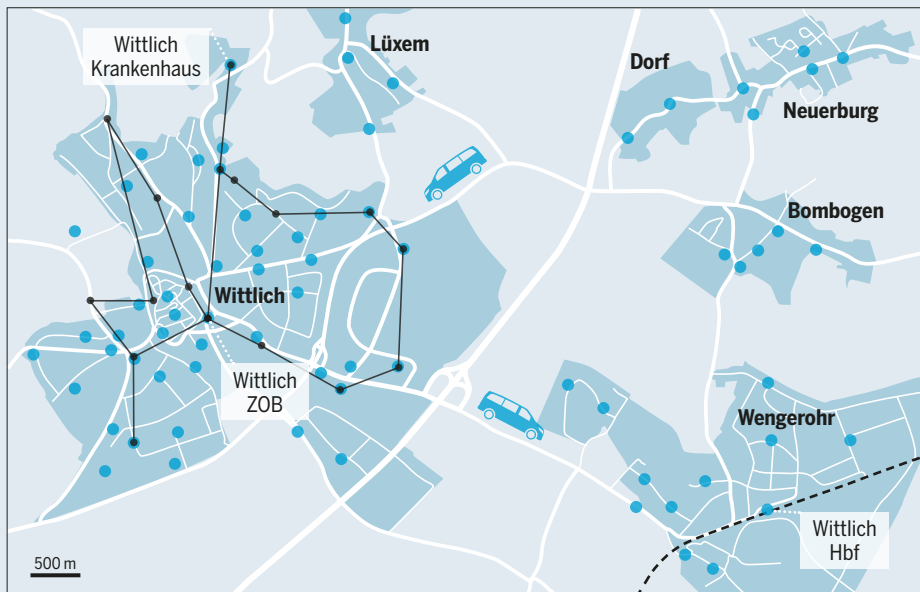 Wittlich
Krankenhaus
Lüxem
Dorf
Neuerburg
Bombogen
Wittlich
Wittlich
ZOB
Wengerohr
Wittlich
Hbf
500 m